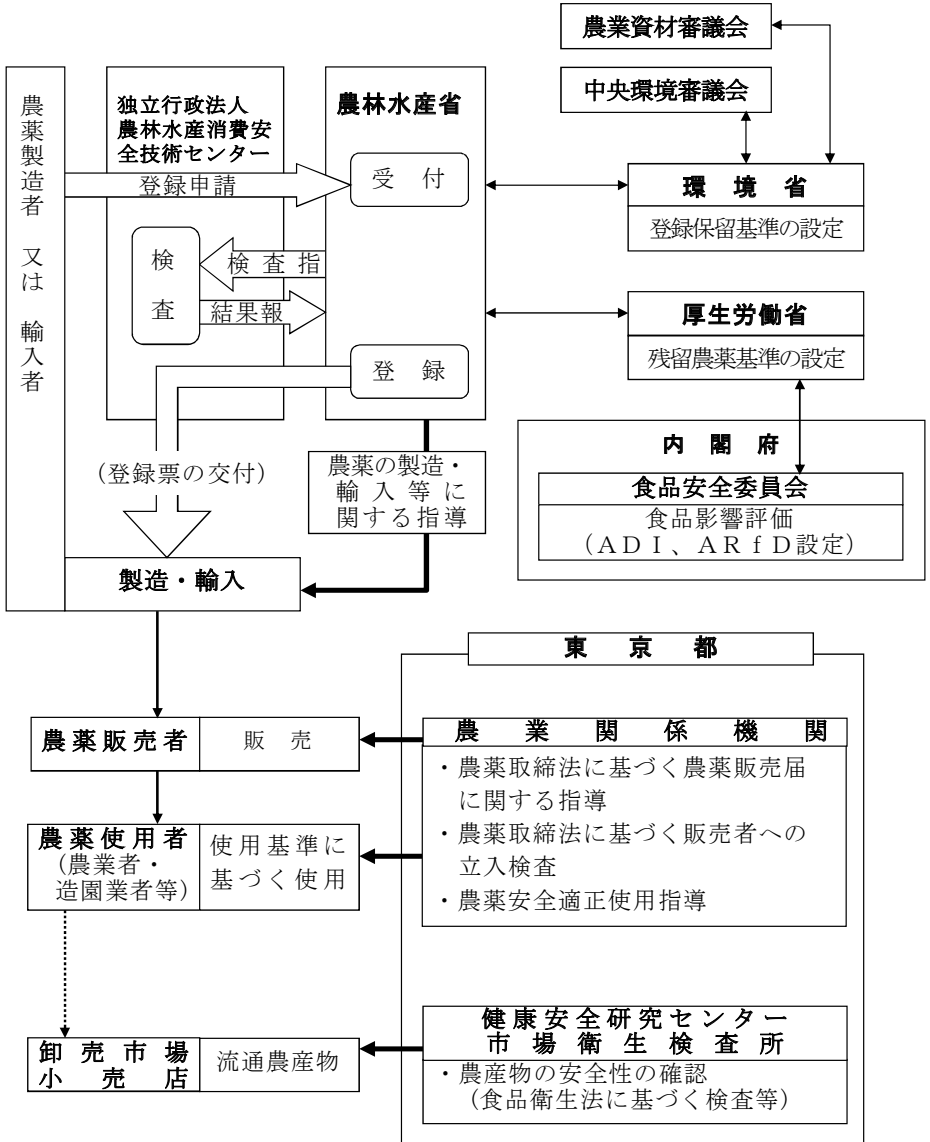 農業資材審議会
中央環境審議会
農薬製造者 又は 輸入者
独立行政法人
農林水産消費安
全技術センター
農林水産省
登録申請
受 付
環 境 省
登録保留基準の設定
検査
検査指
結果報
厚生労働省
残留農薬基準の設定
登 録
(登録票の交付)
農薬の製造・
輸入等に
関する指導
内 閣 府
食品安全委員会
食品影響評価
(ADI、ARfD設定)
製造・輸入
東 京 都
農薬販売者
販 売
農業関係機関
・農薬取締法に基づく農薬販売届
に関する指導
・農薬取締法に基づく販売者への
立入検査
・農薬安全適正使用指導
農薬使用者
(農業者・
造園業者等)
使用基準に
基づく使用
卸売市場
小売店
流通農産物
健康安全研究センター
市場衛生検査所
・農産物の安全性の確認
(食品衛生法に基づく検査等)